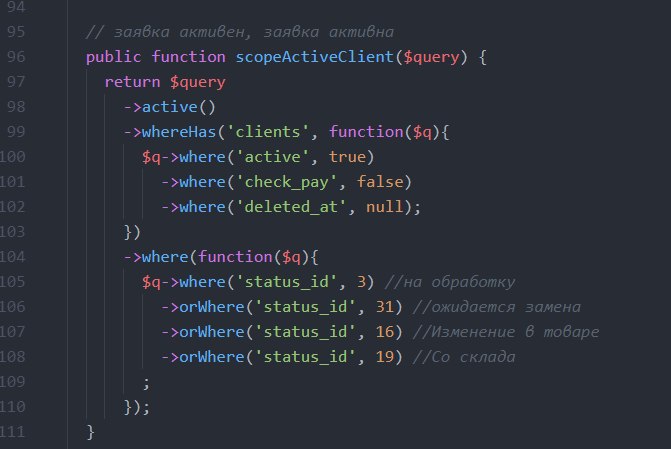 94
95 // заявка активен, заявка активна
96 public function scopeActiveClient($query) {
97 return $query
98 ->active()
99 ->whereHas('clients', function($q){
100 $q->where('active', true)
101 ->where('check_pay', false)
102 ->where('deleted_at', null);
103 })
104 ->where(function($q){
105 $q->where('status_id', 3) //на обработку
106 ->orWhere('status_id', 31) //ожидается замена
107 ->orWhere('status_id', 16) //Изменение в товаре
108 ->orWhere('status_id', 19) //Со склада
109 ;
110 });
111 }